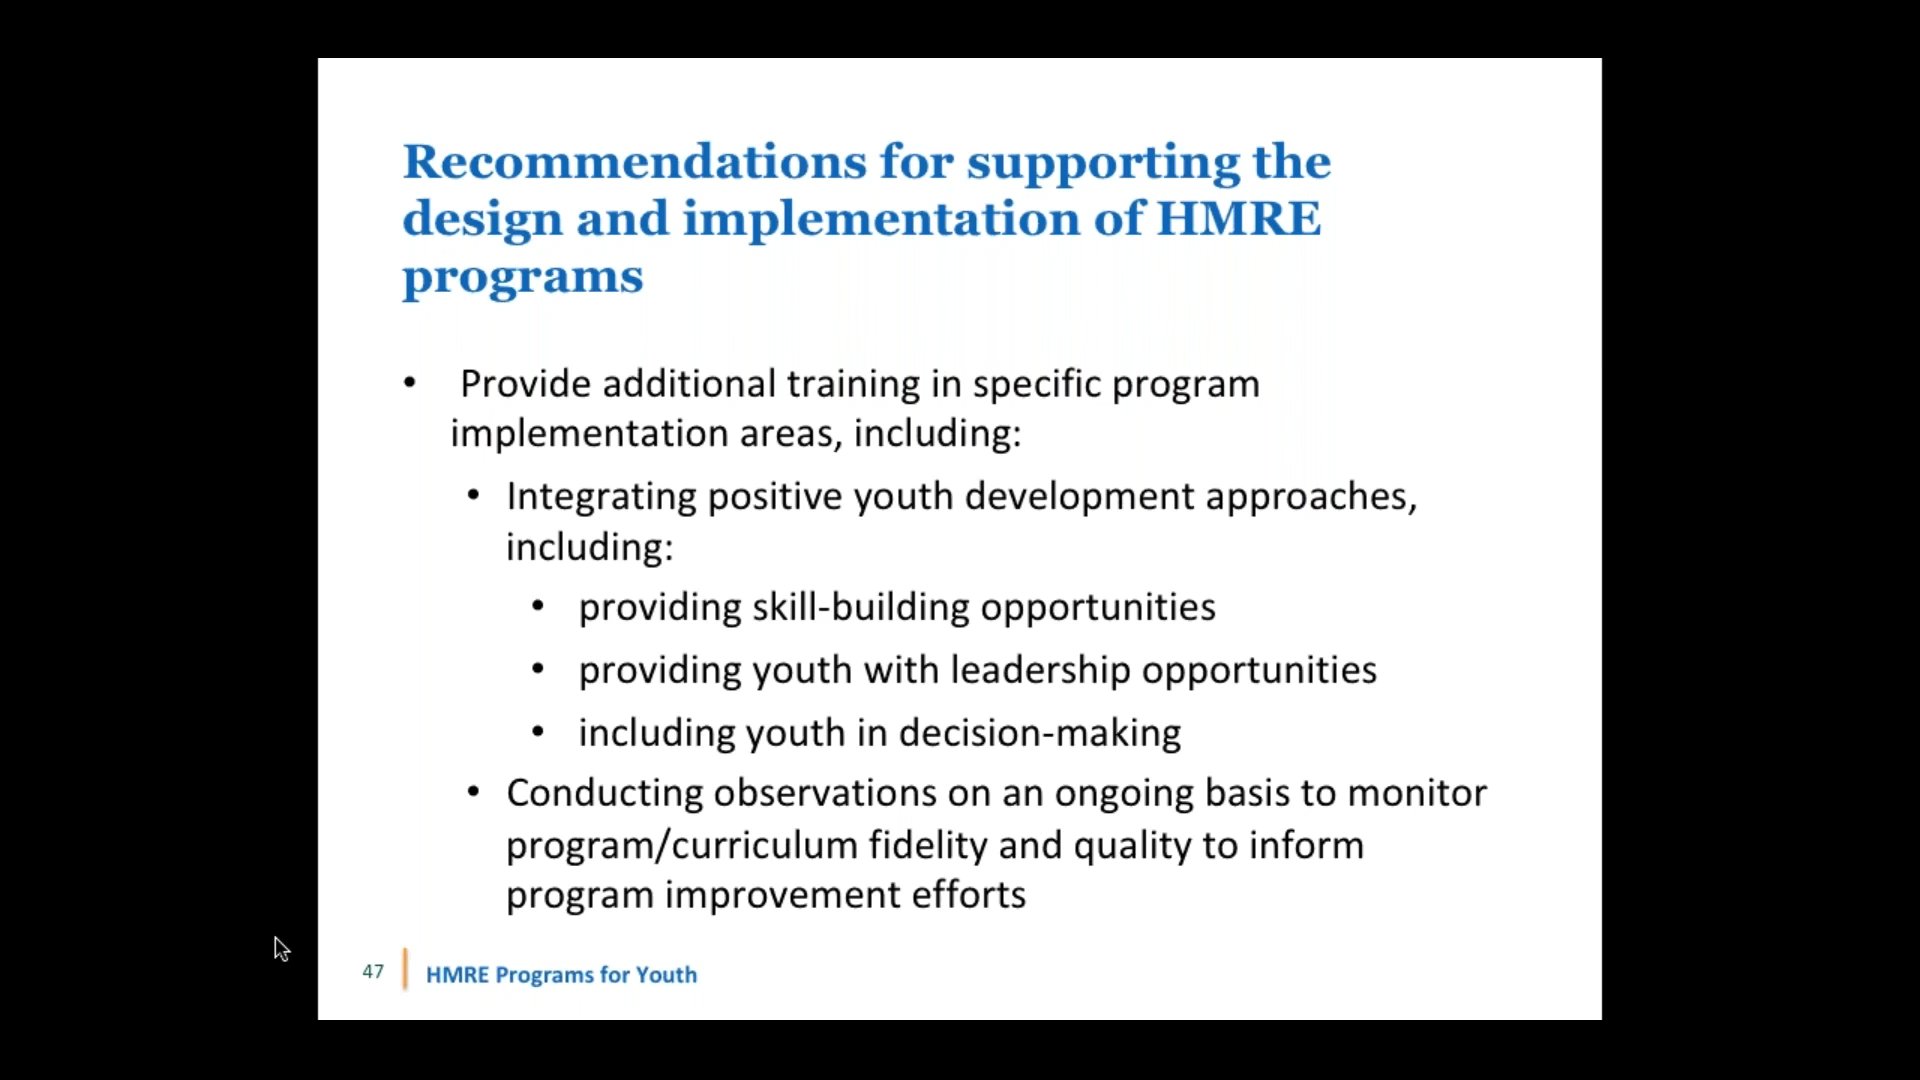 Recommendations for supporting the
design and implementation of HMRE
programs
• Provide additional training in specific program
implementation areas, including:
• Integrating positive youth development approaches,
including:
• providing skill-building opportunities
• providing youth with leadership opportunities
• including youth in decision-making
• Conducting observations on an ongoing basis to monitor
program/curriculum fidelity and quality to inform
program improvement efforts
47 HMRE Programs for Youth